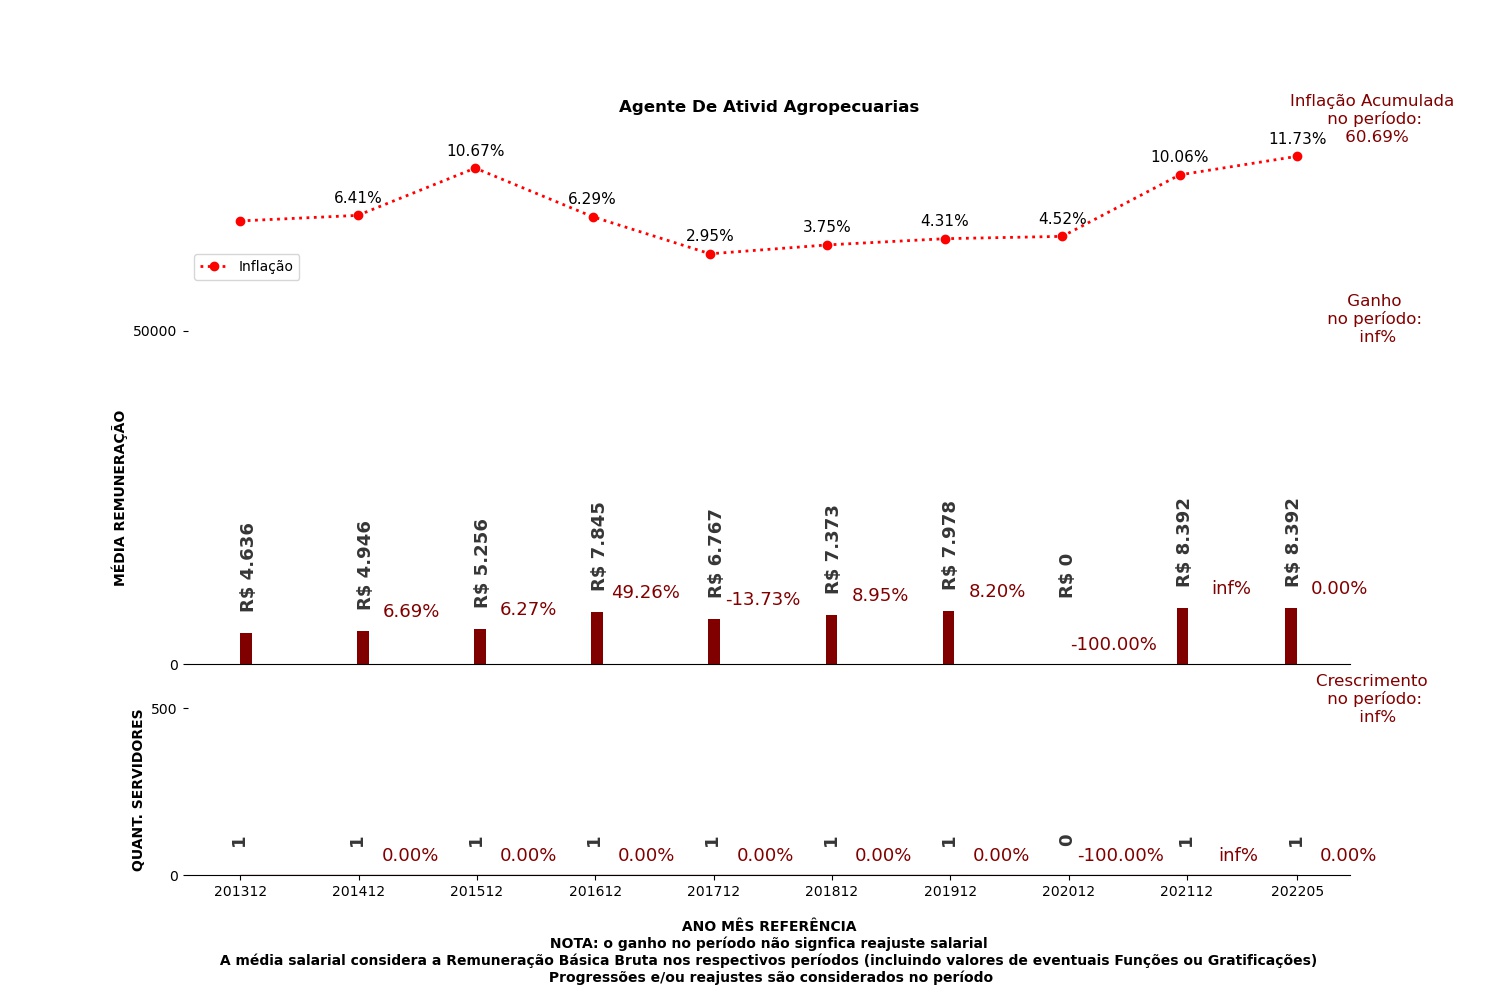 Agente De Ativid Agropecuarias
Inflação Acumulada
no período:
60.69%
6.41%
10.67%
6.29%
2.95%
3.75%
4.31%
4.52%
10.06%
11.73%
Inflação
Ganho
no período:
inf%
MÉDIA REMUNERAÇÃO
50000
0
R$ 4.636
R$ 4.946
R$ 5.256
R$ 7.845
R$ 6.767
R$ 7.373
R$ 7.978
R$ 0
R$ 8.392
R$ 8.392
6.69%
6.27%
49.26%
-13.73%
8.95%
8.20%
-100.00%
inf%
0.00%
Crescrimento
no período:
inf%
QUANT. SERVIDORES
500
0
1
1
1
1
1
1
1
0
1
1
0.00%
0.00%
0.00%
0.00%
0.00%
0.00%
-100.00%
inf%
0.00%
201312
201412
201512
201612
201712
201812
201912
202012
202112
202205
ANO MÊS REFERÊNCIA
NOTA: o ganho no período não signfica reajuste salarial
A média salarial considera a Remuneração Básica Bruta nos respectivos períodos (incluindo valores de eventuais Funções ou Gratificações)
Progressões e/ou reajustes são considerados no período